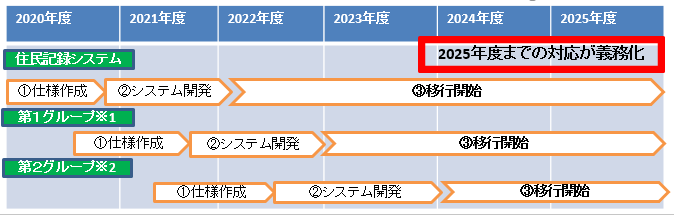 2020年度 2021年度 2022年度 2023年度 2024年度 2025年度
2025年度までの対応が義務化
住民記録システム
①仕様作成 ②システム開発 ③移行開始
第1グループ※1
①仕様作成 ②システム開発 ③移行開始
第2グループ※2
①仕様作成 ②システム開発 ③移行開始